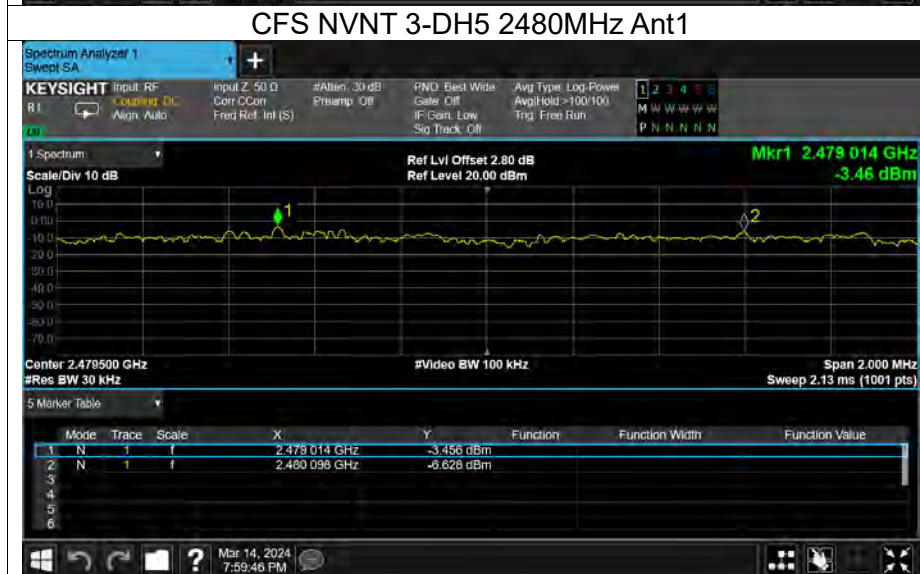 CFS NVNT 3-DH5 2480MHz Ant1
Spectrum Analyzer 1
Swept SA
+
KEYSIGHT Input: RF Input Z: 50 Ω #Atten: 30 dB PNO: Best Wide Avg Type: Log-Power 1 2 3 4 5 6
R L Coupling: DC Corr CCorr Preamp: Off Gate: Off Avg|Hold:>100/100 M W W W W W
Align: Auto Freq Ref: Int (S) IF Gain: Low Trig: Free Run
Sig Track: Off P N N N N N
1 Spectrum
Ref Lvl Offset 2.80 dB Mkr1 2.479 014 GHz
Scale/Div 10 dB Ref Level 20.00 dBm -3.46 dBm
Log
10.0
0.00
-10.0
-20.0
-30.0
-40.0
-50.0
-60.0
-70.0
1
2
Center 2.479500 GHz #Video BW 100 kHz Span 2.000 MHz
#Res BW 30 kHz Sweep 2.13 ms (1001 pts)
5 Marker Table
Mode Trace Scale X Y Function Function Width Function Value
1 N 1 f 2.479 014 GHz -3.456 dBm
2 N 1 f 2.480 098 GHz -6.628 dBm
3
4
5
6
? Mar 14, 2024
7:59:46 PM